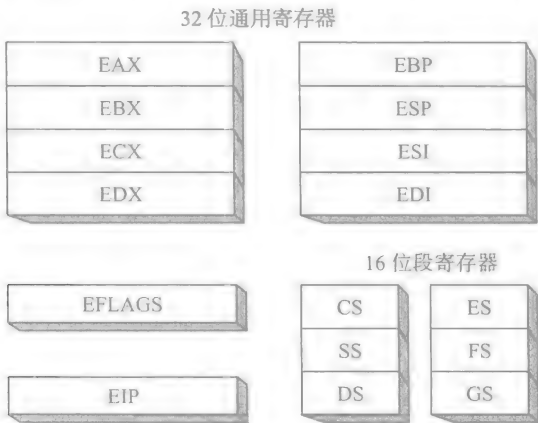 32 位通用寄存器
EAX
EBX
ECX
EDX
EBP
ESP
ESI
EDI
16 位段寄存器
EFLAGS
EIP
CS
SS
DS
ES
FS
GS